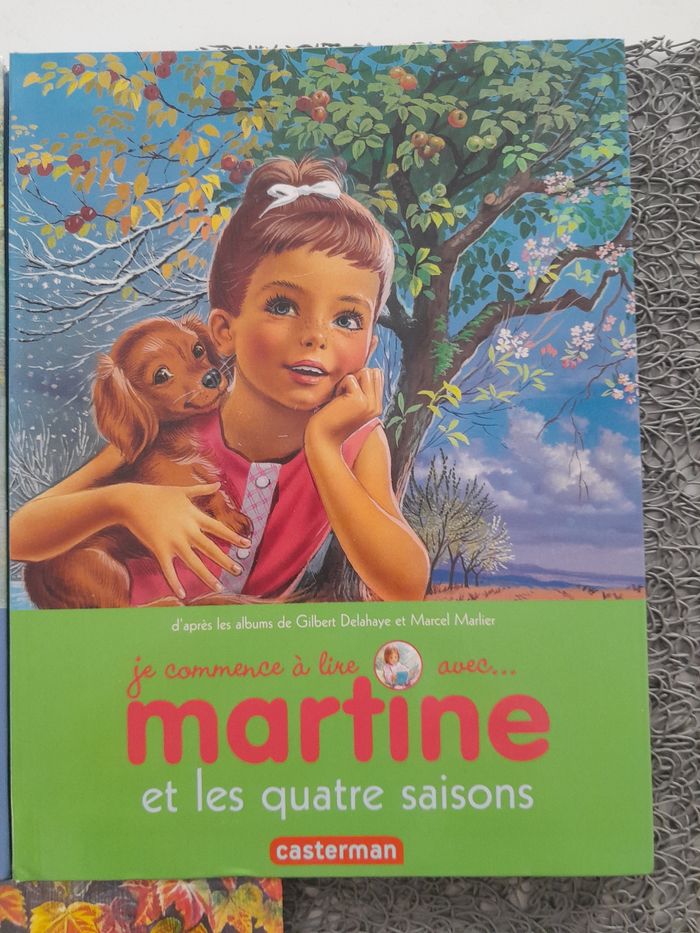 d'après les albums de Gilbert Delahaye et Marcel Marlier
je commence à lire avec...
martine
et les quatre saisons
casterman